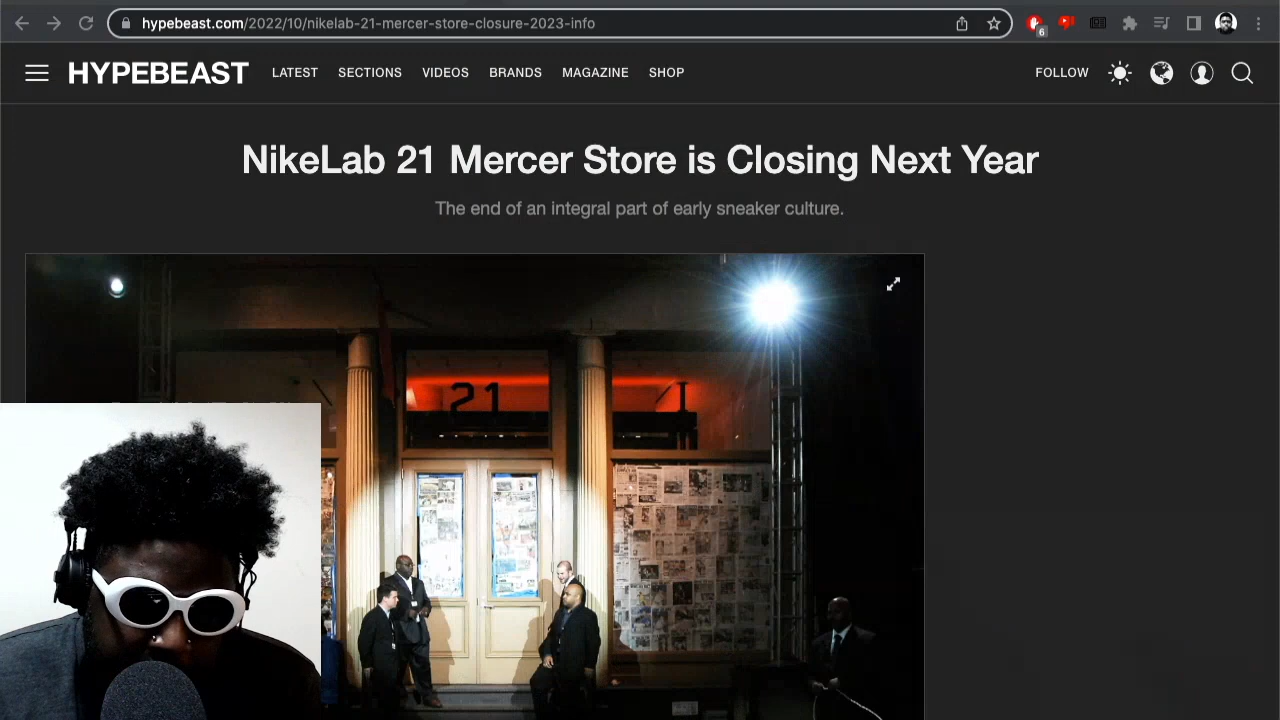 hypebeast.com/2022/10/nikelab-21-mercer-store-closure-2023-info
6
HYPEBEAST
LATEST
SECTIONS
VIDEOS
BRANDS
MAGAZINE
SHOP
FOLLOW
NikeLab 21 Mercer Store is Closing Next Year
The end of an integral part of early sneaker culture.
21